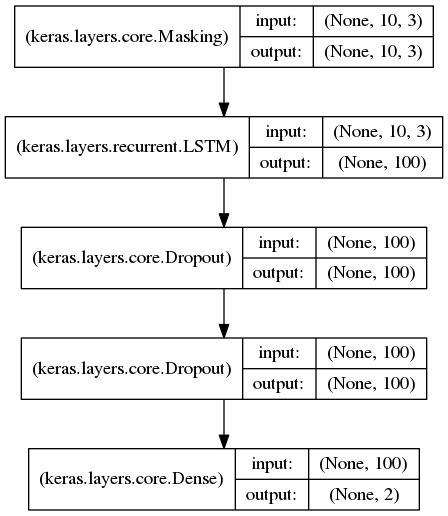 (keras.layers.core.Masking)
input: (None, 10, 3)
output: (None, 10, 3)
(keras.layers.recurrent.LSTM)
input: (None, 10, 3)
output: (None, 100)
(keras.layers.core.Dropout)
input: (None, 100)
output: (None, 100)
(keras.layers.core.Dropout)
input: (None, 100)
output: (None, 100)
(keras.layers.core.Dense)
input: (None, 100)
output: (None, 2)